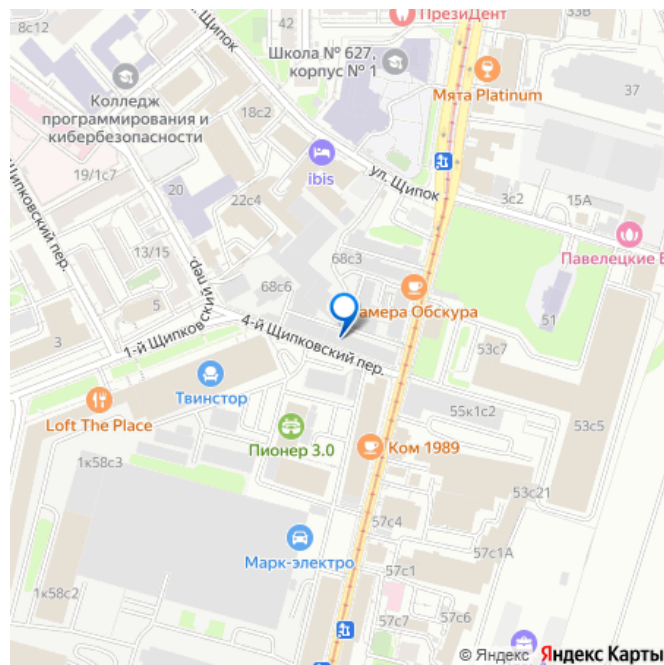 8с12
ПрезиДент
33В
Школа № 627,
корпус № 1
ул. Щипок
Колледж
программирования и
кибербезопасности
18с2
Мята Platinum
37
19/1с7
20
ibis
ул. Щипок
22с4
3с2
15А
Щипковский пер.
13/15
68с3
Павелецкие Б
5
68с6
Камера Обскура
3
1-й Щипковский пер.
4-й Щипковский пер.
51
53с7
Твинстор
Loft The Place
55к1с2
53с5
Пионер 3.0
Ком 1989
1к58с3
53с21
57с4
Марк-электро
57с1А
57с1
1к58с2
57с7
57с6
© Яндекс Яндекс Карты